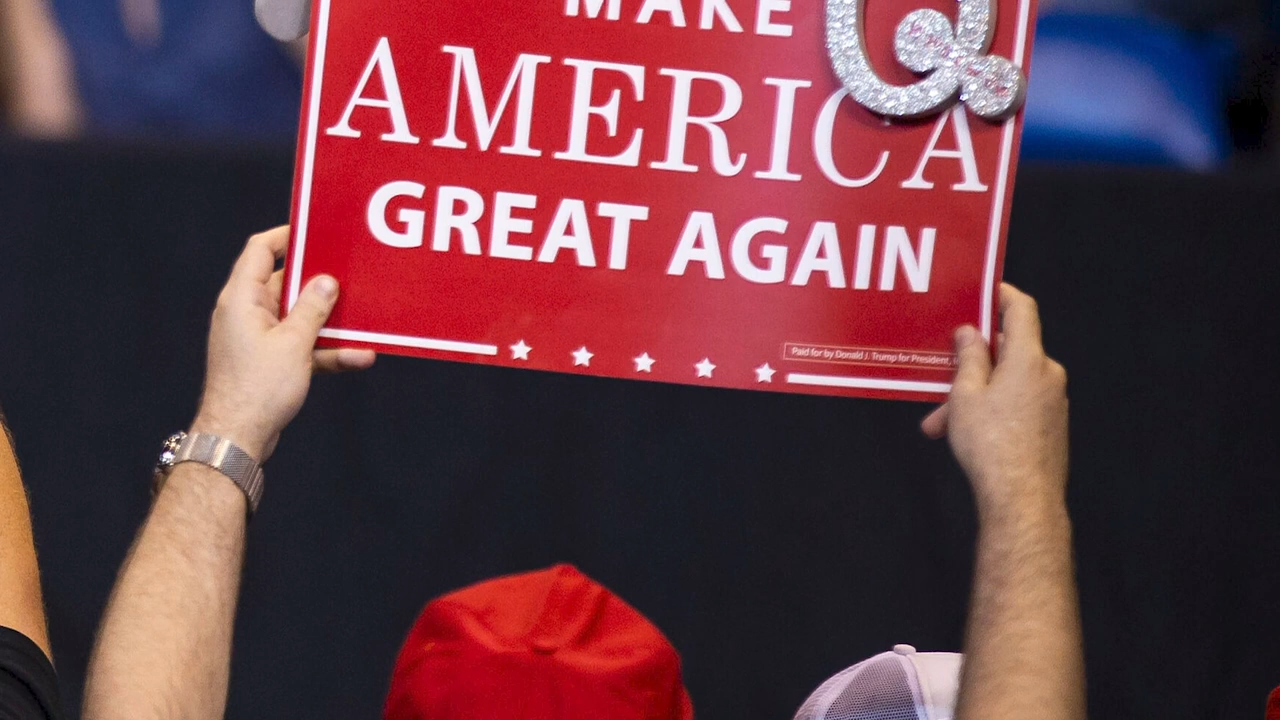 MAKE
Q
AMERICA
GREAT AGAIN
Paid for by Donald J. Trump for President,